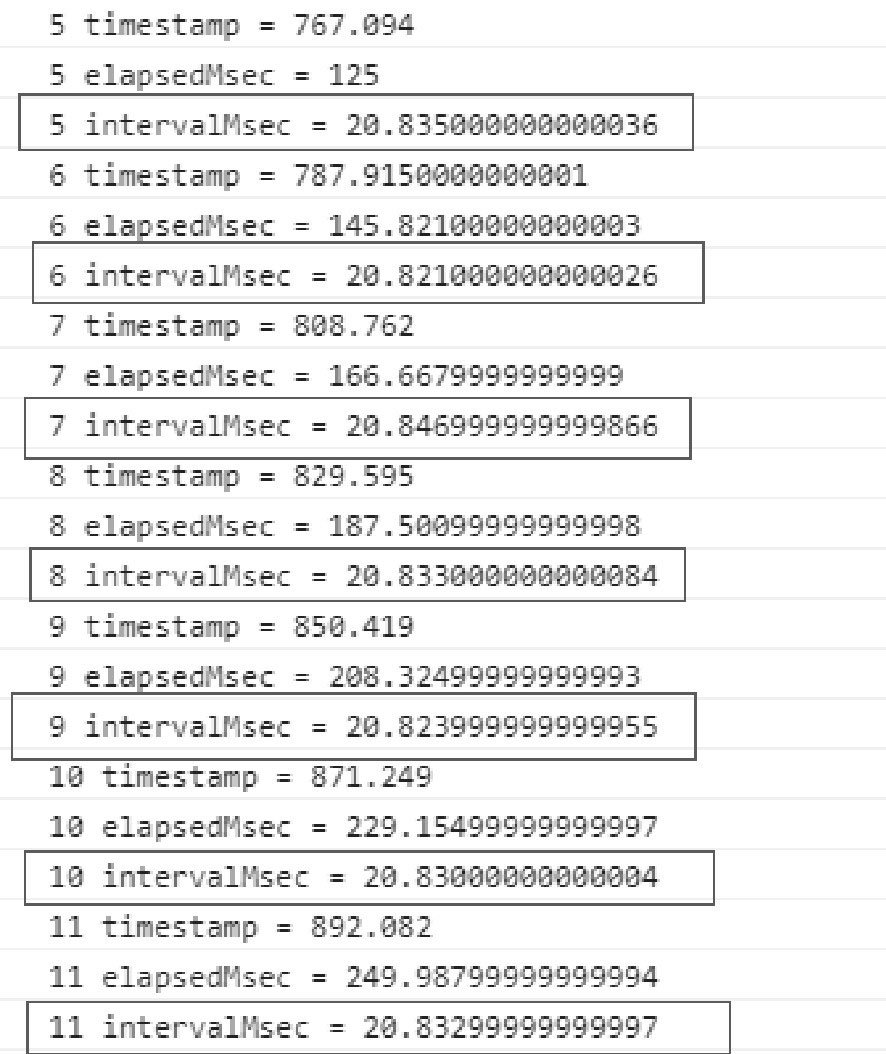 5 timestamp = 767.094
5 elapsedMsec = 125
5 intervalMsec = 20.835000000000036
6 timestamp = 787.9150000000001
6 elapsedMsec = 145.82100000000003
6 intervalMsec = 20.821000000000026
7 timestamp = 808.762
7 elapsedMsec = 166.6679999999999
7 intervalMsec = 20.846999999999866
8 timestamp = 829.595
8 elapsedMsec = 187.50099999999998
8 intervalMsec = 20.833000000000084
9 timestamp = 850.419
9 elapsedMsec = 208.32499999999993
9 intervalMsec = 20.823999999999955
10 timestamp = 871.249
10 elapsedMsec = 229.15499999999997
10 intervalMsec = 20.83000000000004
11 timestamp = 892.082
11 elapsedMsec = 249.98799999999994
11 intervalMsec = 20.83299999999997